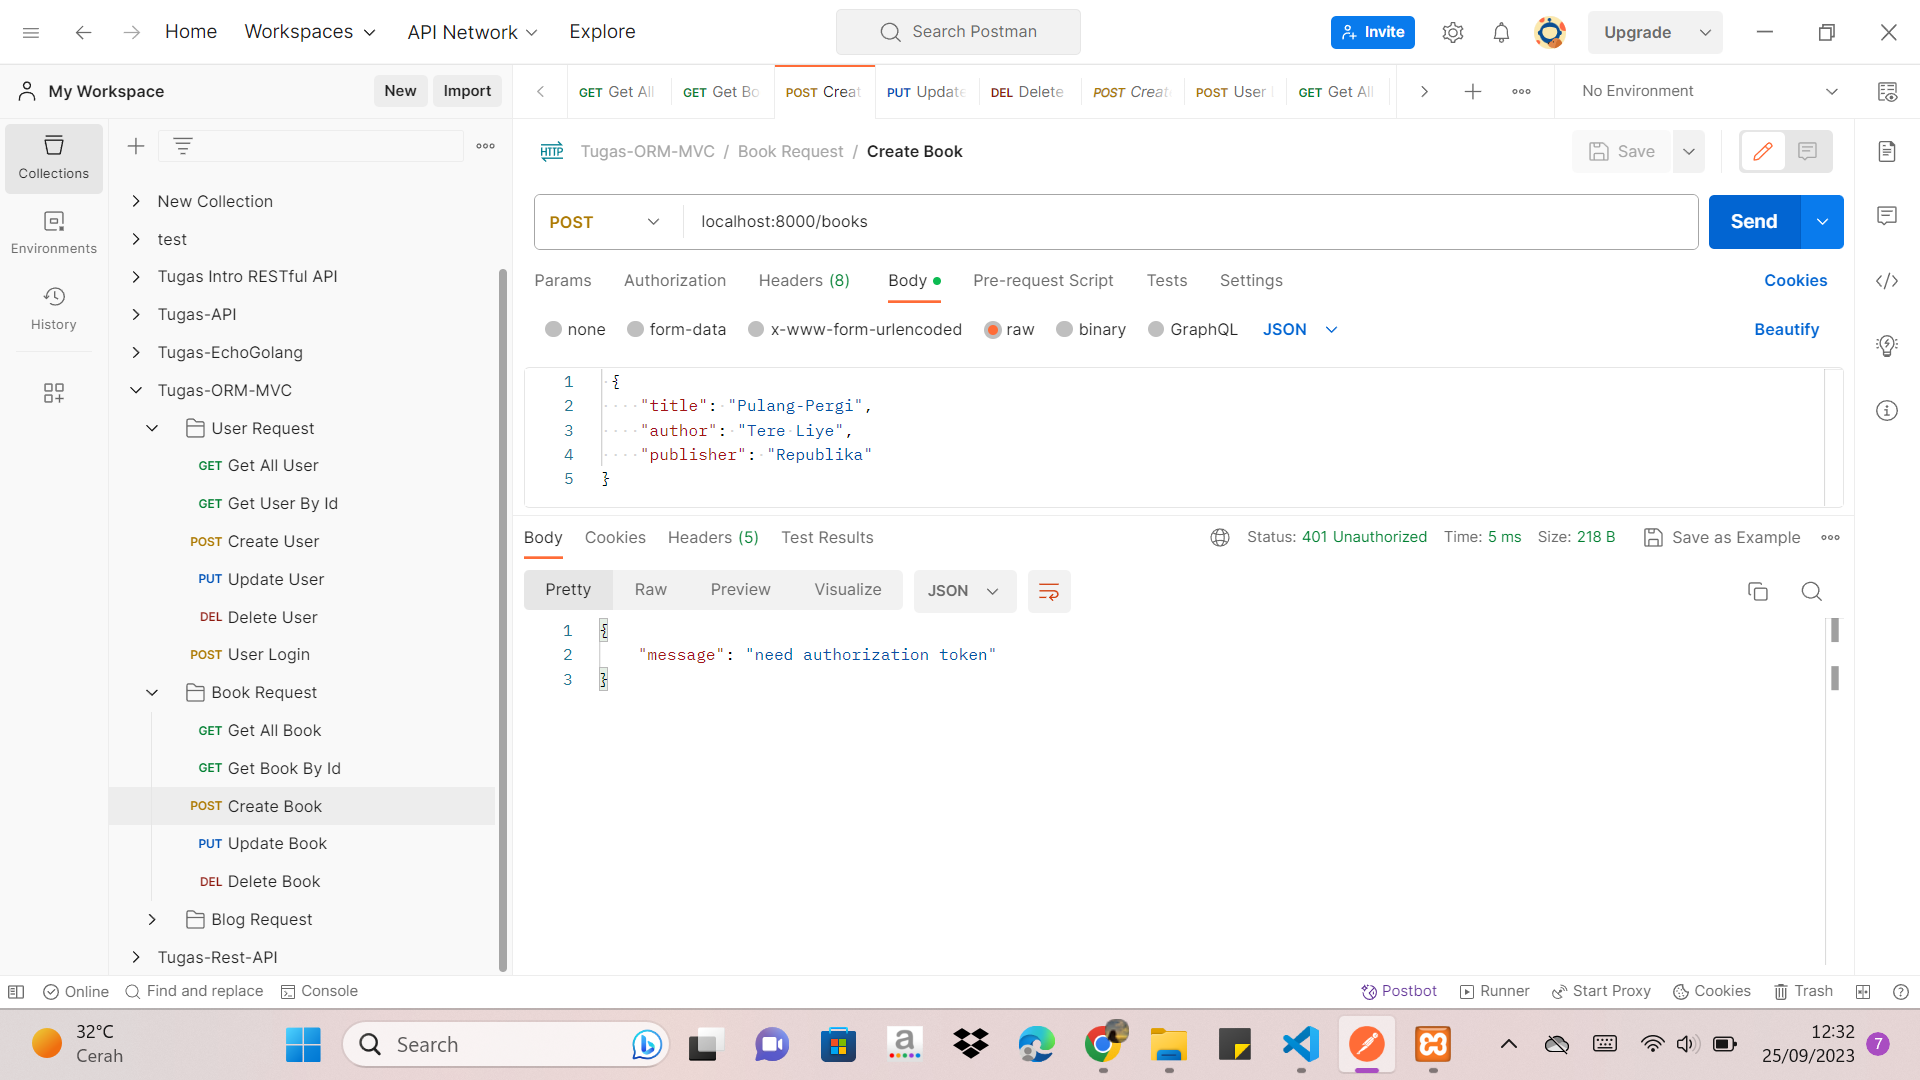 Home
Workspaces
API Network
Explore
Search Postman
Invite
Upgrade
My Workspace
New
Import
GET Get All
GET Get Bo
POST Creat
PUT Update
DEL Delete
POST Creat
POST User
GET Get All
No Environment
Collections
Environments
History
New Collection
test
Tugas Intro RESTful API
Tugas-API
Tugas-EchoGolang
Tugas-ORM-MVC
User Request
GET Get All User
GET Get User By Id
POST Create User
PUT Update User
DEL Delete User
POST User Login
Book Request
GET Get All Book
GET Get Book By Id
POST Create Book
PUT Update Book
DEL Delete Book
Blog Request
Tugas-Rest-API
HTTP Tugas-ORM-MVC / Book Request / Create Book
Save
POST localhost:8000/books
Send
Params Authorization Headers (8) Body Pre-request Script Tests Settings
Cookies
none form-data x-www-form-urlencoded raw binary GraphQL JSON
Beautify
1 {
2 "title": "Pulang-Pergi",
3 "author": "Tere Liye",
4 "publisher": "Republika"
5 }
Body Cookies Headers (5) Test Results
Status: 401 Unauthorized Time: 5 ms Size: 218 B
Save as Example
Pretty Raw Preview Visualize JSON
1 {
2 "message": "need authorization token"
3 }
Online
Find and replace
Console
Postbot
Runner
Start Proxy
Cookies
Trash
32°C
Cerah
Search
a
12:32
25/09/2023
7